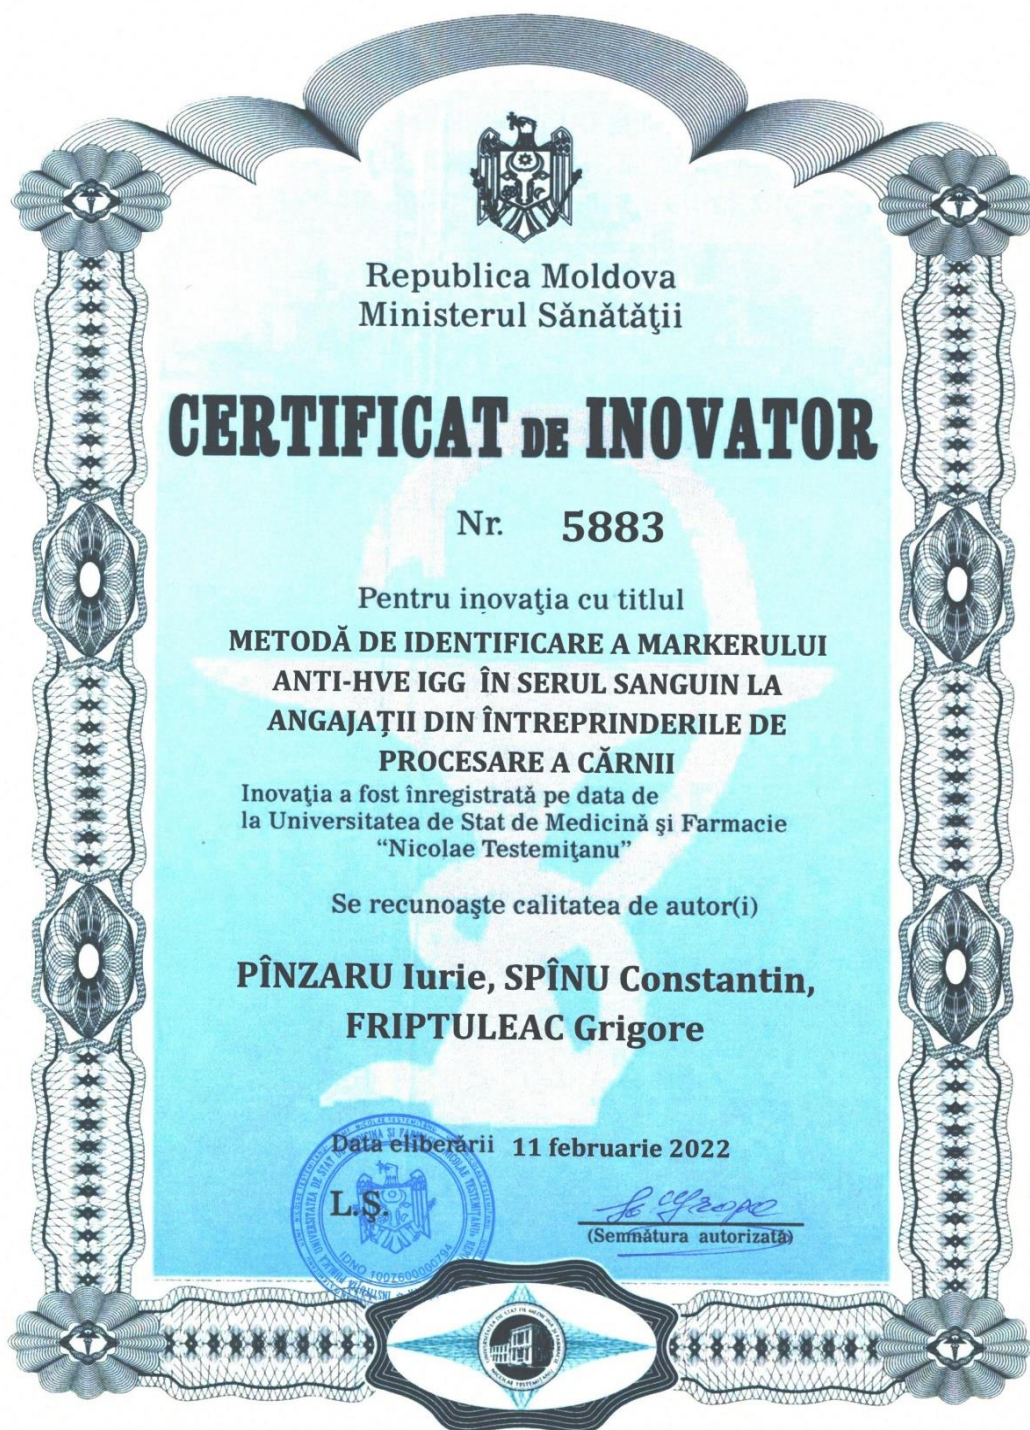 Republica Moldova
Ministerul Sănătăţii
CERTIFICAT DE INOVATOR
Nr. 5883
Pentru inovaţia cu titlul
METODĂ DE IDENTIFICARE A MARKERULUI
ANTI-HVE IGG ÎN SERUL SANGUIN LA
ANGAJAȚII DIN ÎNTREPRINDERILE DE
PROCESARE A CĂRNII
Inovaţia a fost înregistrată pe data de
la Universitatea de Stat de Medicină şi Farmacie
“Nicolae Testemiţanu”
Se recunoaşte calitatea de autor(i)
PÎNZARU Iurie, SPÎNU Constantin,
FRIPTULEAC Grigore
Data eliberării 11 februarie 2022
L.Ş.
(Semnătura autorizată)